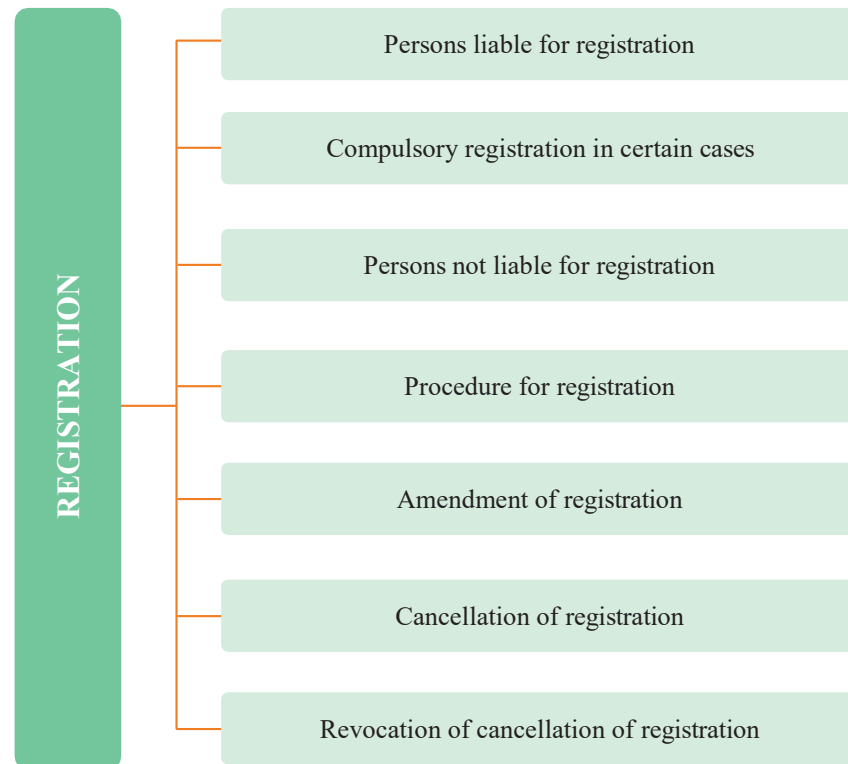 REGISTRATION
Persons liable for registration
Compulsory registration in certain cases
Persons not liable for registration
Procedure for registration
Amendment of registration
Cancellation of registration
Revocation of cancellation of registration